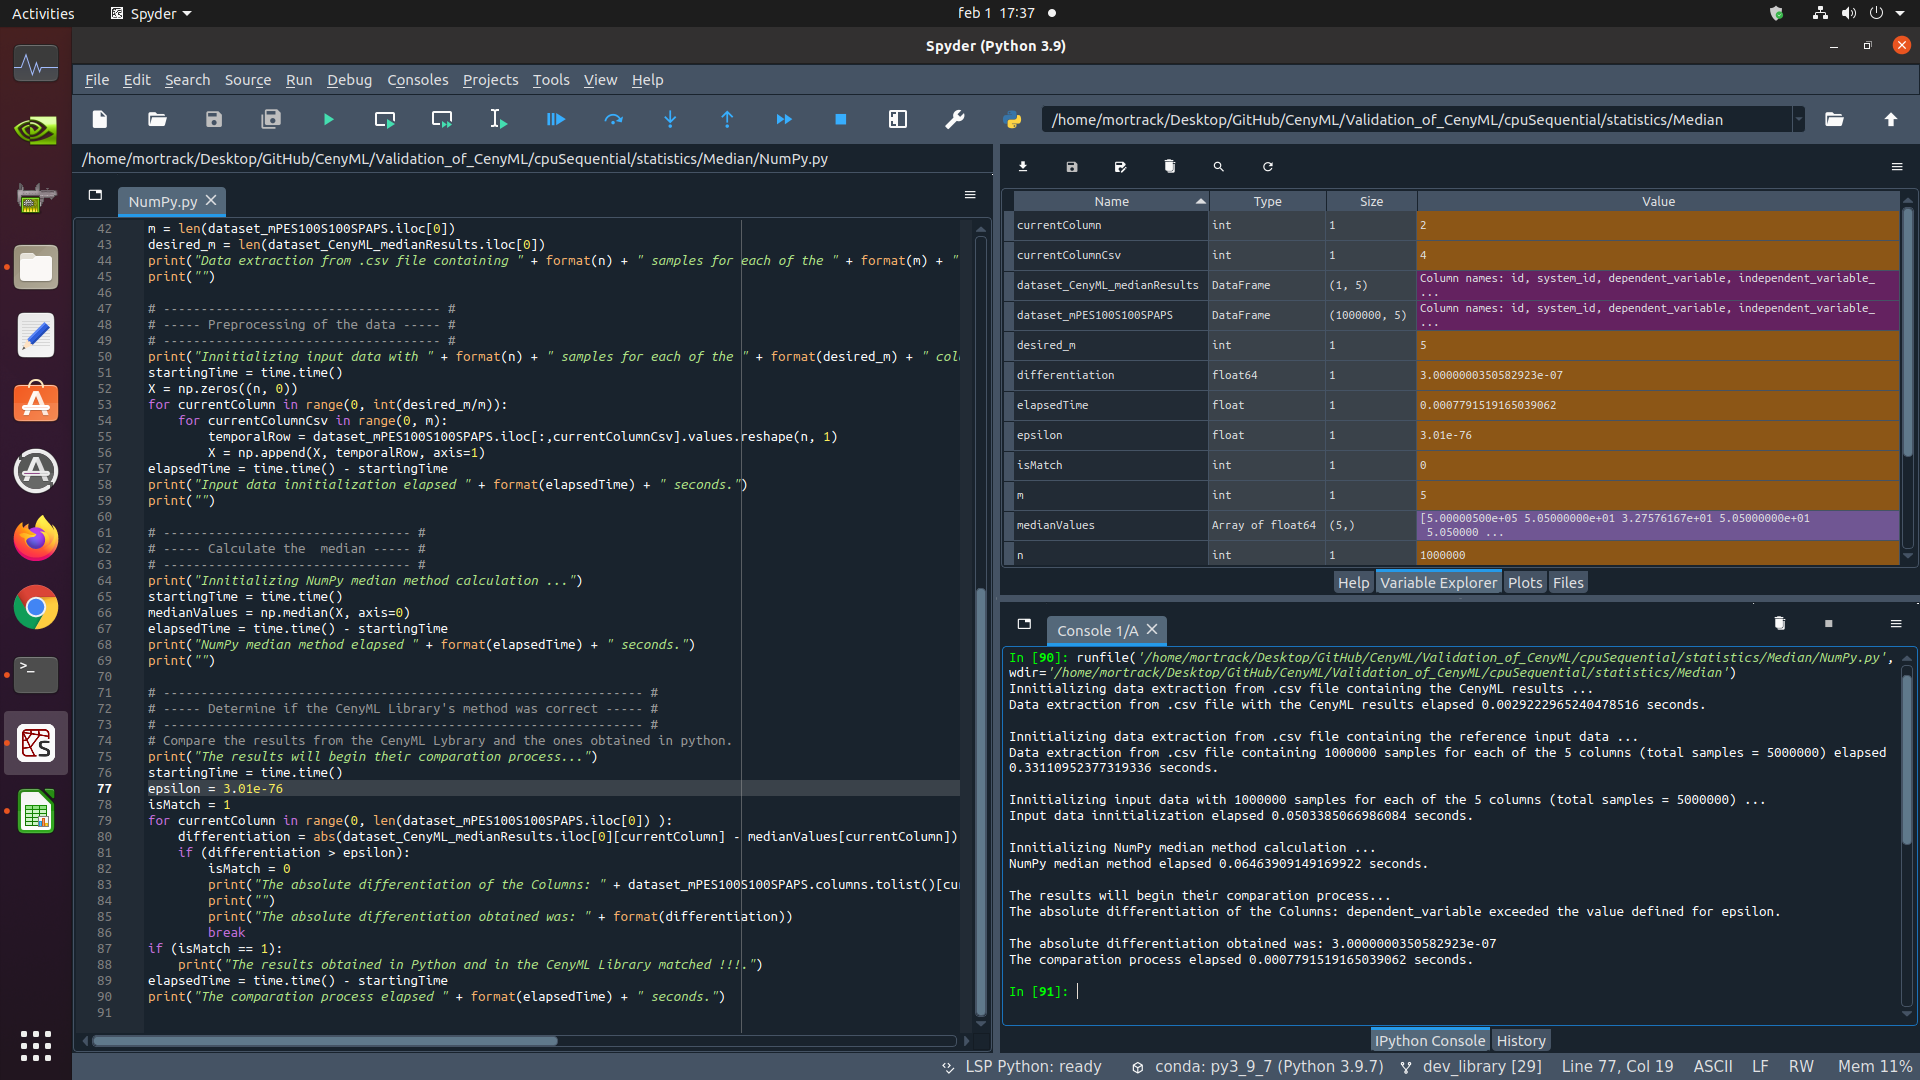 Activities
Spyder
feb 1 17:37
Spyder (Python 3.9)
File Edit Search Source Run Debug Consoles Projects Tools View Help
/home/mortrack/Desktop/GitHub/CenyML/Validation_of_CenyML/cpuSequential/statistics/Median
/home/mortrack/Desktop/GitHub/CenyML/Validation_of_CenyML/cpuSequential/statistics/Median/NumPy.py
NumPy.py
42 m = len(dataset_mPES100S100SPAPS.iloc[0])
43 desired_m = len(dataset_CenyML_medianResults.iloc[0])
44 print("Data extraction from .csv file containing " + format(n) + " samples for each of the " + format(m) + "
45 print("")
46
47 # --------------------------------- #
48 # ----- Preprocessing of the data ----- #
49 # --------------------------------- #
50 print("Innitializing input data with " + format(n) + " samples for each of the " + format(desired_m) + " col
51 startingTime = time.time()
52 X = np.zeros((n, 0))
53 for currentColumn in range(0, int(desired_m/m)):
54 for currentColumnCsv in range(0, m):
55 temporalRow = dataset_mPES100S100SPAPS.iloc[:,currentColumnCsv].values.reshape(n, 1)
56 X = np.append(X, temporalRow, axis=1)
57 elapsedTime = time.time() - startingTime
58 print("Input data innitialization elapsed " + format(elapsedTime) + " seconds.")
59 print("")
60
61 # --------------------------------- #
62 # ----- Calculate the  median ----- #
63 # --------------------------------- #
64 print("Innitializing NumPy median method calculation ...")
65 startingTime = time.time()
66 medianValues = np.median(X, axis=0)
67 elapsedTime = time.time() - startingTime
68 print("NumPy median method elapsed " + format(elapsedTime) + " seconds.")
69 print("")
70
71 # ---------------------------------------------------------------- #
72 # ----- Determine if the CenyML Library's method was correct ----- #
73 # ---------------------------------------------------------------- #
74 # Compare the results from the CenyML Lybrary and the ones obtained in python.
75 print("The results will begin their comparation process...")
76 startingTime = time.time()
77 epsilon = 3.01e-76
78 isMatch = 1
79 for currentColumn in range(0, len(dataset_mPES100S100SPAPS.iloc[0]) ):
80 differentiation = abs(dataset_CenyML_medianResults.iloc[0][currentColumn] - medianValues[currentColumn])
81 if (differentiation > epsilon):
82 isMatch = 0
83 print("The absolute differentiation of the Columns: " + dataset_mPES100S100SPAPS.columns.tolist()[cu
84 print("")
85 print("The absolute differentiation obtained was: " + format(differentiation))
86 break
87 if (isMatch == 1):
88 print("The results obtained in Python and in the CenyML Library matched !!!.")
89 elapsedTime = time.time() - startingTime
90 print("The comparation process elapsed " + format(elapsedTime) + " seconds.")
91
Name Type Size Value
currentColumn int 1 2
currentColumnCsv int 1 4
dataset_CenyML_medianResults DataFrame (1, 5) Column names: id, system_id, dependent_variable, independent_variable_
...
dataset_mPES100S100SPAPS DataFrame (1000000, 5) Column names: id, system_id, dependent_variable, independent_variable_
...
desired_m int 1 5
differentiation float64 1 3.0000000350582923e-07
elapsedTime float 1 0.0007791519165039062
epsilon float 1 3.01e-76
isMatch int 1 0
m int 1 5
medianValues Array of float64 (5,) [5.00000500e+05 5.05000000e+01 3.27576167e+01 5.05000000e+01
5.050000 ...
n int 1 1000000
Help Variable Explorer Plots Files
Console 1/A
In [90]: runfile('/home/mortrack/Desktop/GitHub/CenyML/Validation_of_CenyML/cpuSequential/statistics/Median/NumPy.py',
wdir='/home/mortrack/Desktop/GitHub/CenyML/Validation_of_CenyML/cpuSequential/statistics/Median')
Innitializing data extraction from .csv file containing the CenyML results ...
Data extraction from .csv file with the CenyML results elapsed 0.0029222965240478516 seconds.
Innitializing data extraction from .csv file containing the reference input data ...
Data extraction from .csv file containing 1000000 samples for each of the 5 columns (total samples = 5000000) elapsed
0.33110952377319336 seconds.
Innitializing input data with 1000000 samples for each of the 5 columns (total samples = 5000000) ...
Input data innitialization elapsed 0.0503385066986084 seconds.
Innitializing NumPy median method calculation ...
NumPy median method elapsed 0.06463909149169922 seconds.
The results will begin their comparation process...
The absolute differentiation of the Columns: dependent_variable exceeded the value defined for epsilon.
The absolute differentiation obtained was: 3.0000000350582923e-07
The comparation process elapsed 0.0007791519165039062 seconds.
In [91]:
IPython Console History
LSP Python: ready conda: py3_9_7 (Python 3.9.7) dev_library [29] Line 77, Col 19 ASCII LF RW Mem 11%